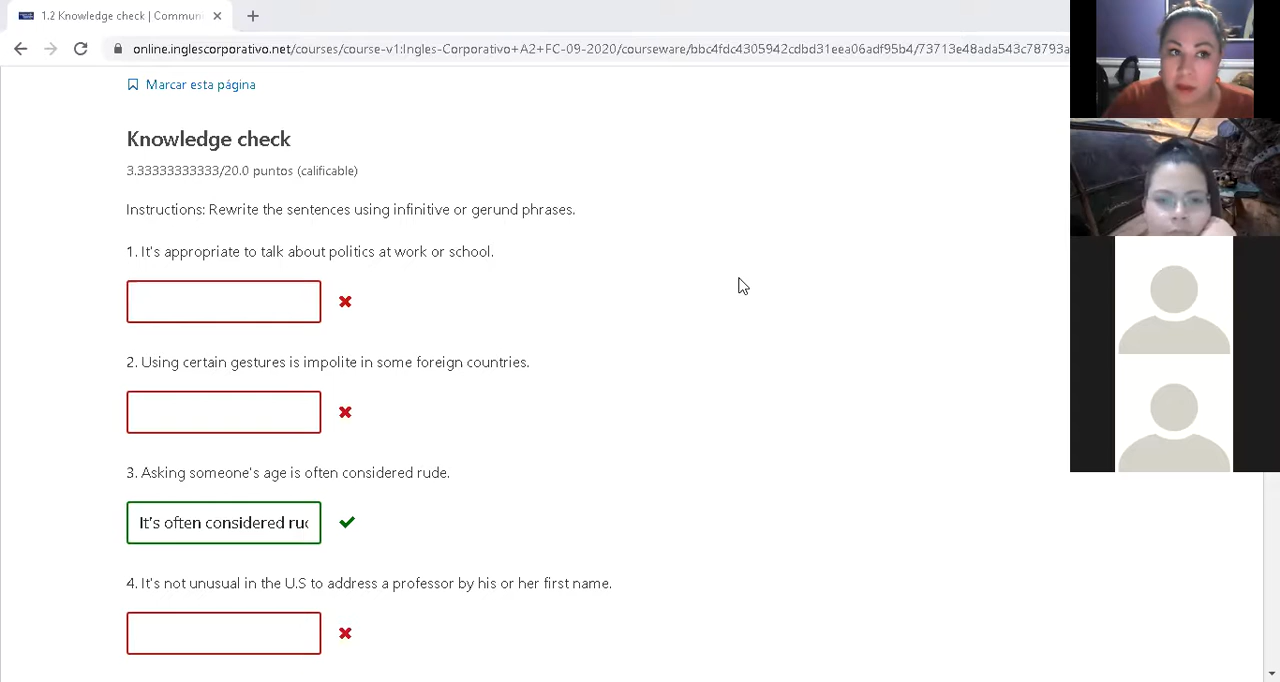 1.2 Knowledge check | Commun
online.inglescorporativo.net/courses/course-v1:Ingles-Corporativo+A2+FC-09-2020/courseware/bbc4fdc4305942cdbd31eea06adf95b4/73713e48ada543c78793a
Marcar esta página
Knowledge check
3.33333333333/20.0 puntos (calificable)
Instructions: Rewrite the sentences using infinitive or gerund phrases.
1. It's appropriate to talk about politics at work or school.
2. Using certain gestures is impolite in some foreign countries.
3. Asking someone's age is often considered rude.
It's often considered ruc
4. It's not unusual in the U.S to address a professor by his or her first name.